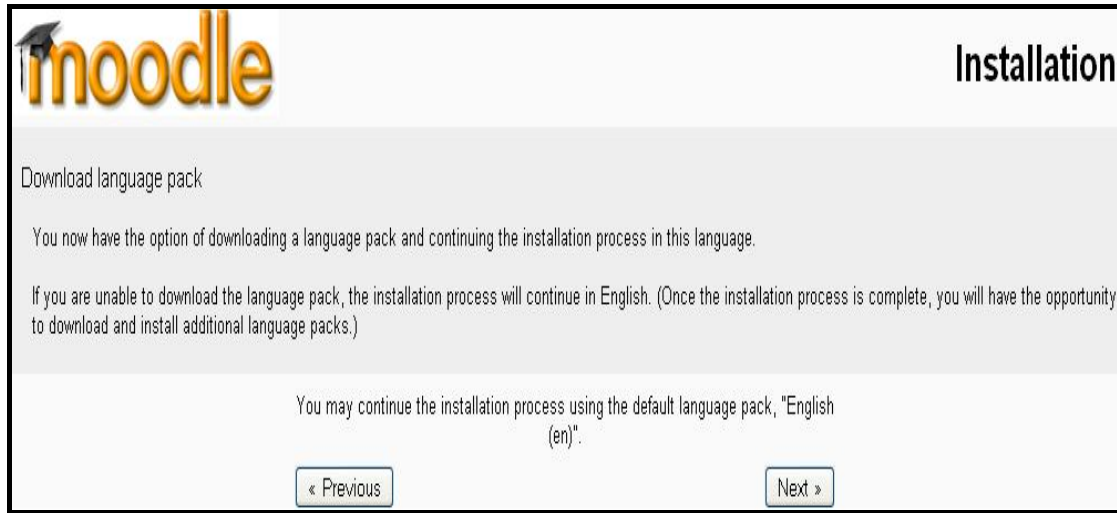 moodle
Installation
Download language pack
You now have the option of downloading a language pack and continuing the installation process in this language.
If you are unable to download the language pack, the installation process will continue in English. (Once the installation process is complete, you will have the opportunity
to download and install additional language packs.)
You may continue the installation process using the default language pack, "English
(en)".
« Previous
Next »